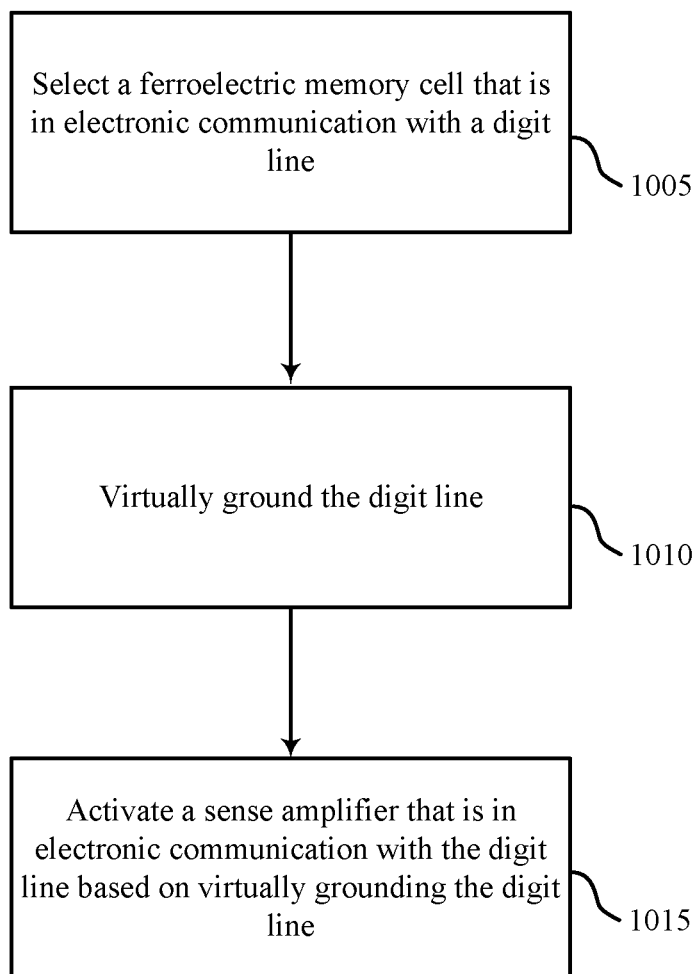 Select a ferroelectric memory cell that is
in electronic communication with a digit
line
1005
Virtually ground the digit line
1010
Activate a sense amplifier that is in
electronic communication with the digit
line based on virtually grounding the digit
line
1015